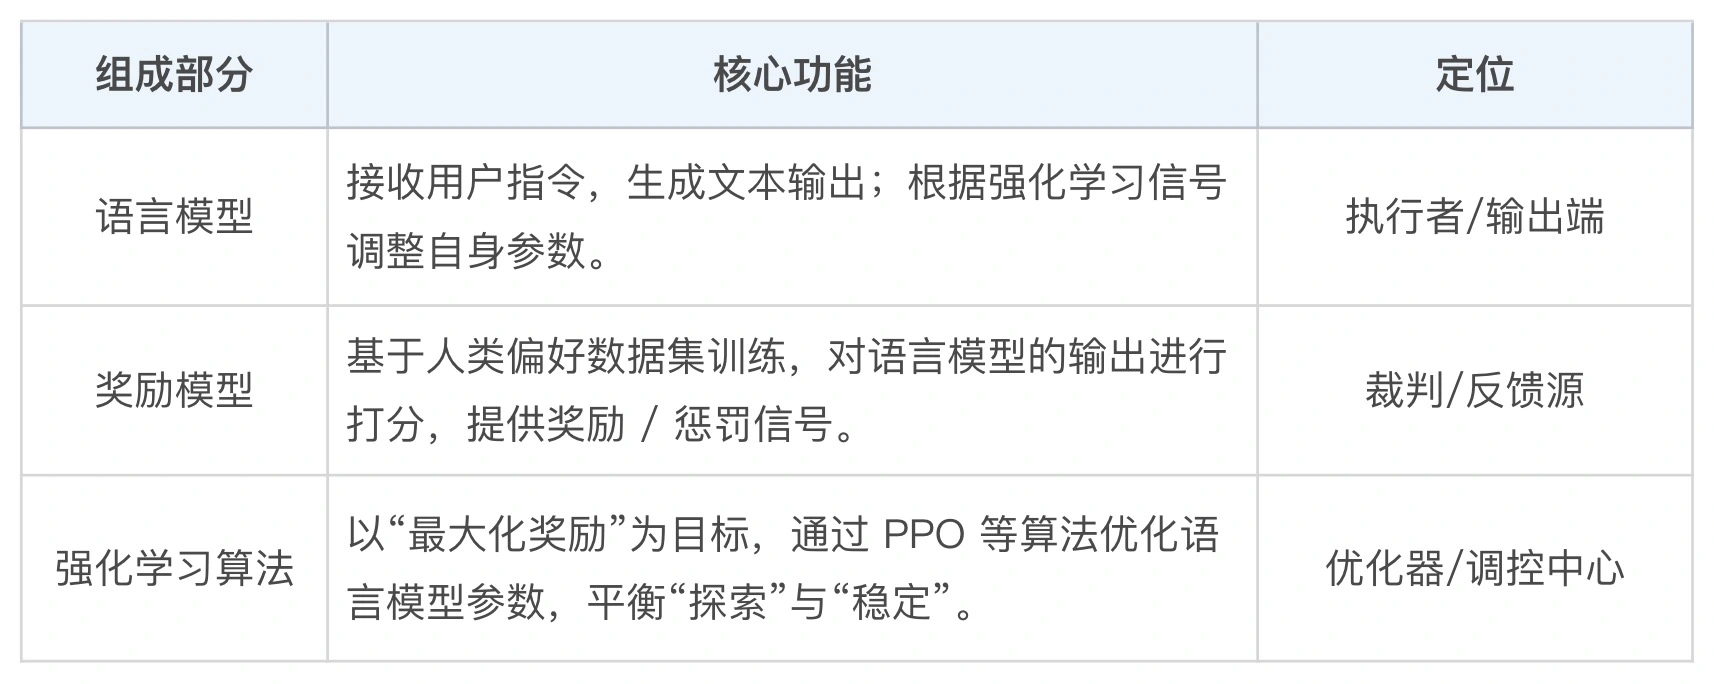 组成部分
核心功能
定位
语言模型
接收用户指令，生成文本输出；根据强化学习信号
调整自身参数。
执行者/输出端
奖励模型
基于人类偏好数据集训练，对语言模型的输出进行
打分，提供奖励 / 惩罚信号。
裁判/反馈源
强化学习算法
以“最大化奖励”为目标，通过 PPO 等算法优化语
言模型参数，平衡“探索”与“稳定”。
优化器/调控中心